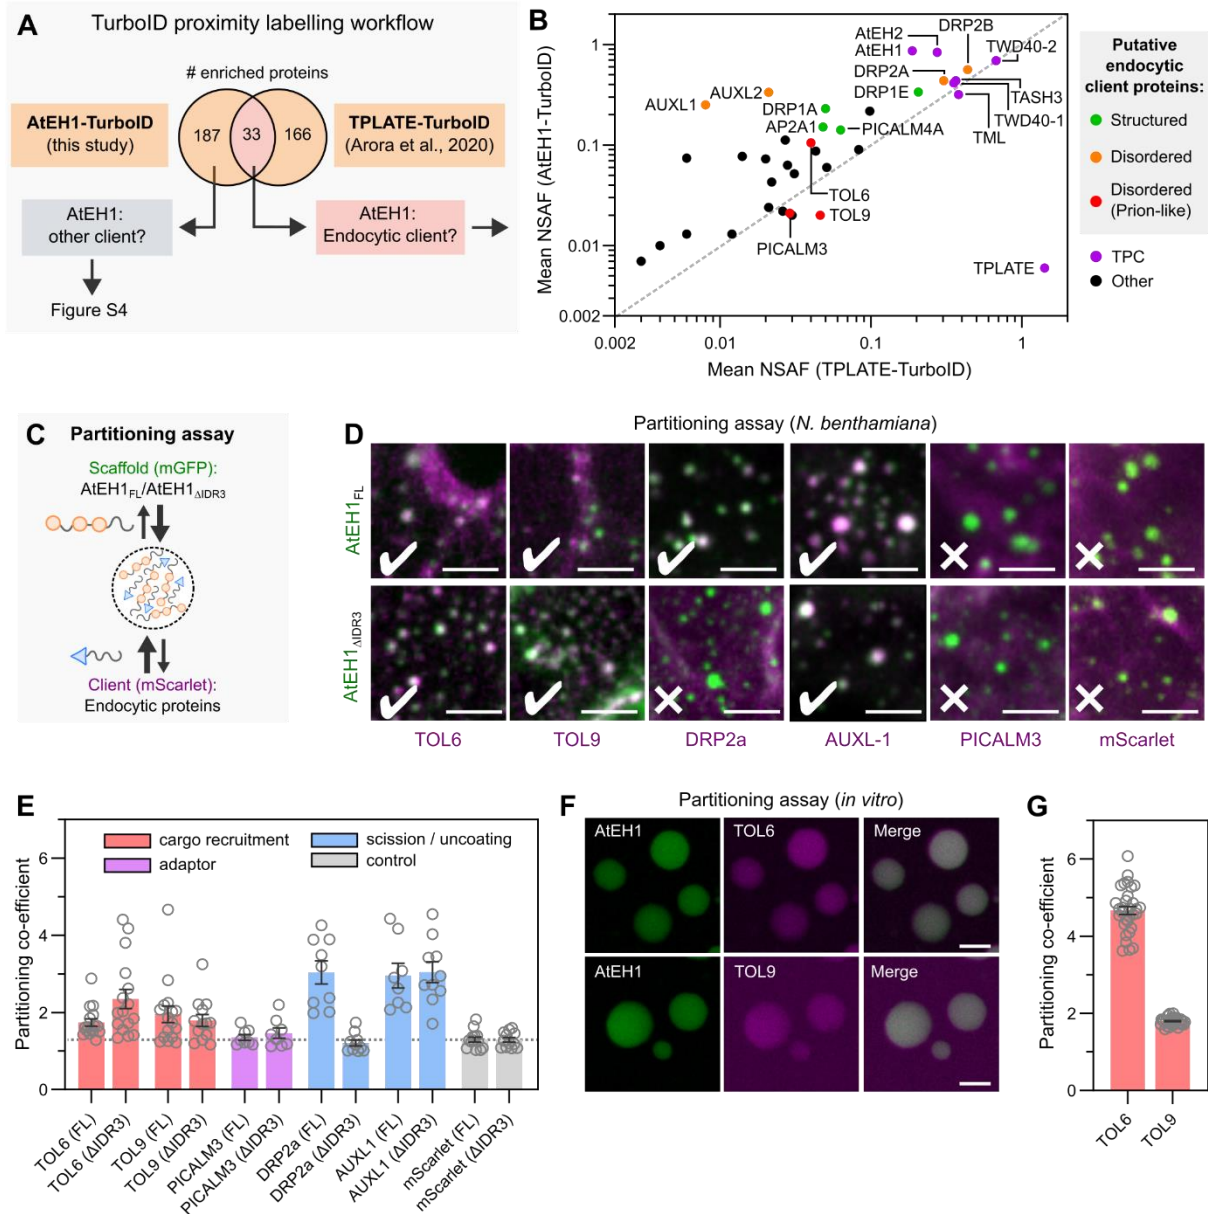 A
TurboID proximity labelling workflow
# enriched proteins
AtEH1-TurboID
(this study)
187
33
166
TPLATE-TurboID
(Arora et al., 2020)
AtEH1:
other client?
AtEH1:
Endocytic client?
Figure S4
B
Mean NSAF (AtEH1-TurboID)
1
0.1
0.01
0.002
0.002
0.01
0.1
1
Mean NSAF (TPLATE-TurboID)
AtEH2
AtEH1
DRP2B
TWD40-2
DRP2A
DRP1E
AUXL1
AUXL2
DRP1A
AP2A1
PICALM4A
TASH3
TWD40-1
TML
TOL6
TOL9
PICALM3
TPLATE
Putative
endocytic
client proteins:
Structured
Disordered
Disordered
(Prion-like)
TPC
Other
C
Partitioning assay
Scaffold (mGFP):
AtEH1FL/AtEH1ΔIDR3
Client (mScarlet):
Endocytic proteins
D
Partitioning assay (N. benthamiana)
AtEH1FL
AtEH1ΔIDR3
TOL6
TOL9
DRP2a
AUXL-1
PICALM3
mScarlet
E
Partitioning co-efficient
6
4
2
0
cargo recruitment
adaptor
scission / uncoating
control
TOL6 (FL)
TOL6 (ΔIDR3)
TOL9 (FL)
TOL9 (ΔIDR3)
PICALM3 (FL)
PICALM3 (ΔIDR3)
DRP2a (FL)
DRP2a (ΔIDR3)
AUXL1 (FL)
AUXL1 (ΔIDR3)
mScarlet (FL)
mScarlet (ΔIDR3)
F
Partitioning assay (in vitro)
AtEH1
TOL6
Merge
AtEH1
TOL9
Merge
G
Partitioning co-efficient
6
4
2
0
TOL6
TOL9